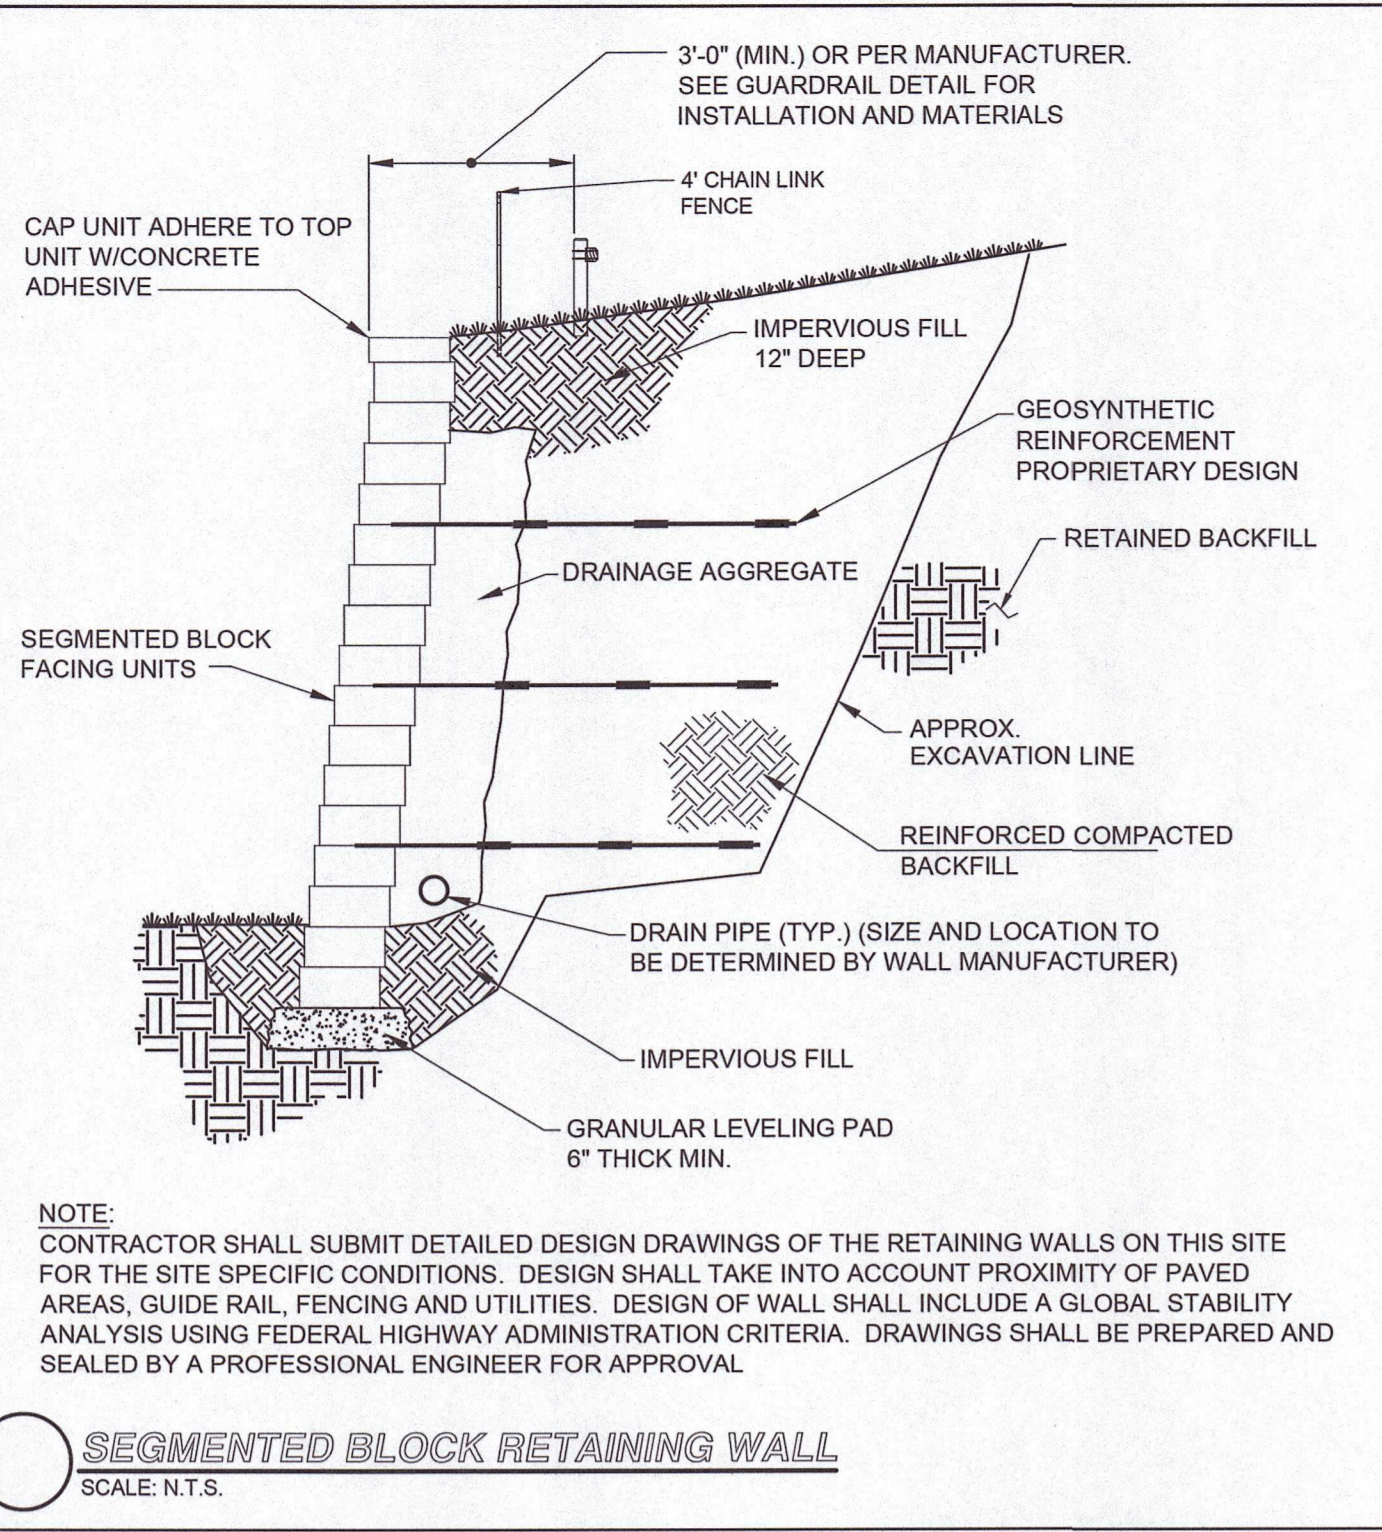 3'-0" (MIN.) OR PER MANUFACTURER.
SEE GUARDRAIL DETAIL FOR
INSTALLATION AND MATERIALS
4' CHAIN LINK
FENCE
CAP UNIT ADHERE TO TOP
UNIT W/CONCRETE
ADHESIVE
IMPERVIOUS FILL
12" DEEP
GEOSYNTHETIC
REINFORCEMENT
PROPRIETARY DESIGN
RETAINED BACKFILL
DRAINAGE AGGREGATE
SEGMENTED BLOCK
FACING UNITS
APPROX.
EXCAVATION LINE
REINFORCED COMPACTED
BACKFILL
DRAIN PIPE (TYP.) (SIZE AND LOCATION TO
BE DETERMINED BY WALL MANUFACTURER)
IMPERVIOUS FILL
GRANULAR LEVELING PAD
6" THICK MIN.
NOTE:
CONTRACTOR SHALL SUBMIT DETAILED DESIGN DRAWINGS OF THE RETAINING WALLS ON THIS SITE
FOR THE SITE SPECIFIC CONDITIONS. DESIGN SHALL TAKE INTO ACCOUNT PROXIMITY OF PAVED
AREAS, GUIDE RAIL, FENCING AND UTILITIES. DESIGN OF WALL SHALL INCLUDE A GLOBAL STABILITY
ANALYSIS USING FEDERAL HIGHWAY ADMINISTRATION CRITERIA. DRAWINGS SHALL BE PREPARED AND
SEALED BY A PROFESSIONAL ENGINEER FOR APPROVAL
SEGMENTED BLOCK RETAINING WALL
SCALE: N.T.S.